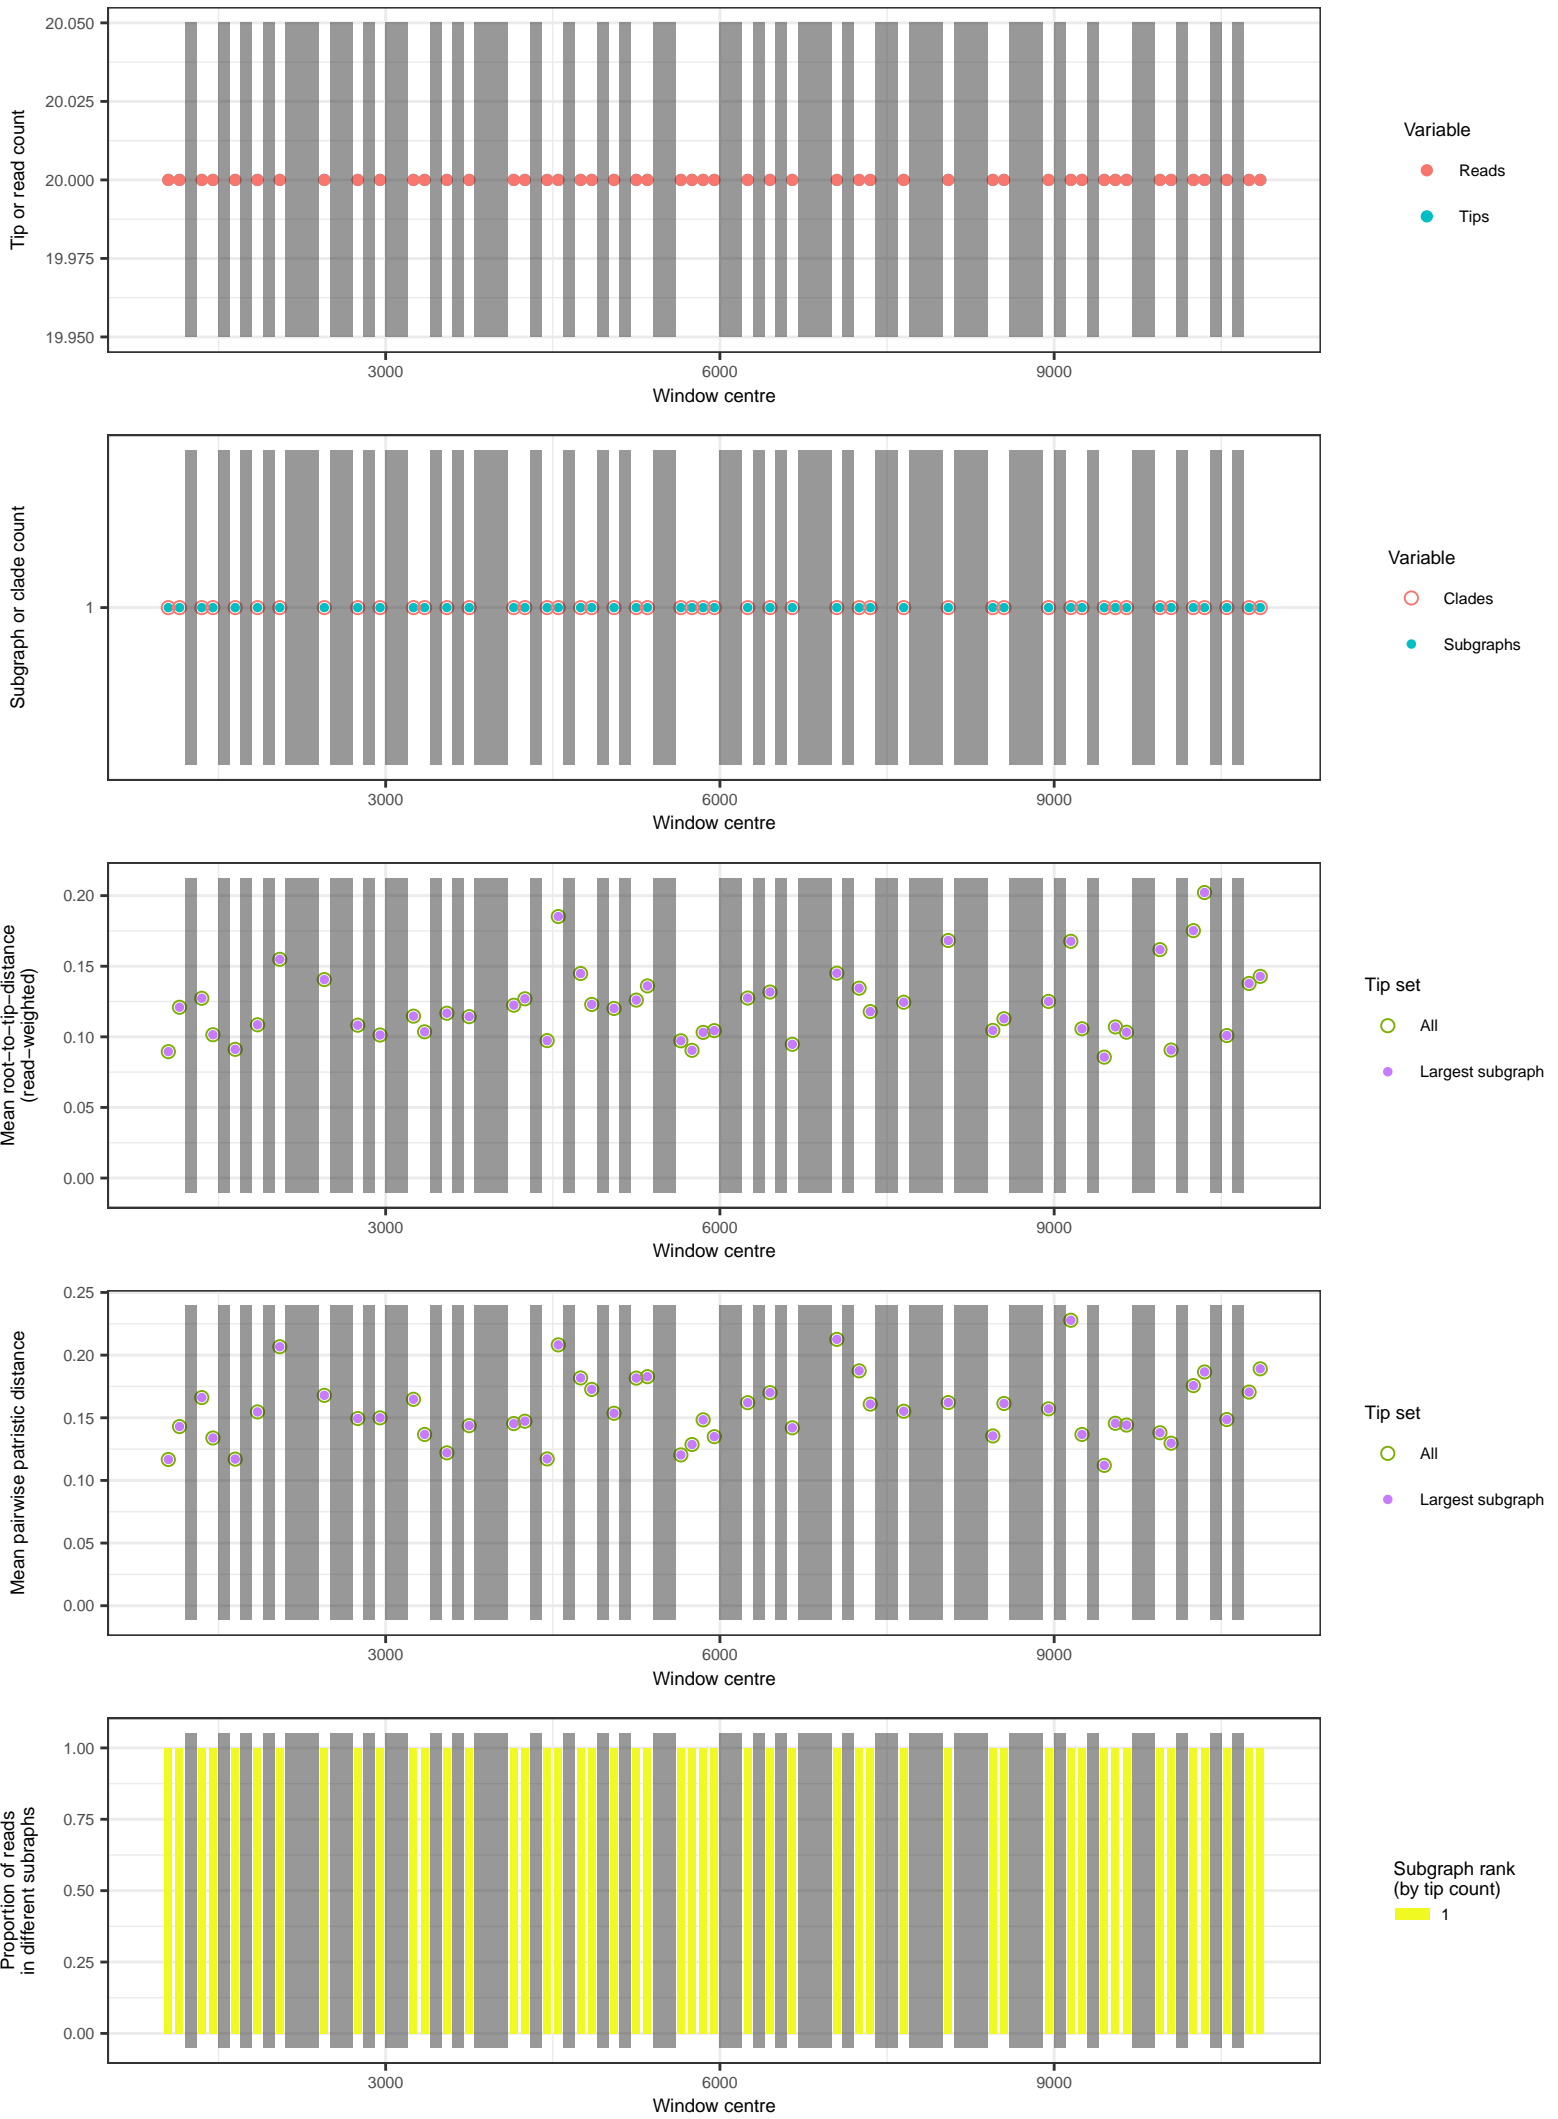 20.050
20.025
20.000
19.975
19.950
Tip or read count
3000
6000
9000
Window centre
Variable
Reads
Tips
1
Subgraph or clade count
3000
6000
9000
Window centre
Variable
Clades
Subgraphs
0.20
0.15
0.10
0.05
0.00
Mean root−to−tip−distance
(read−weighted)
3000
6000
9000
Window centre
Tip set
All
Largest subgraph
0.25
0.20
0.15
0.10
0.05
0.00
Mean pairwise patristic distance
3000
6000
9000
Window centre
Tip set
All
Largest subgraph
1.00
0.75
0.50
0.25
0.00
Proportion of reads
in different subraphs
3000
6000
9000
Window centre
Subgraph rank
(by tip count)
1